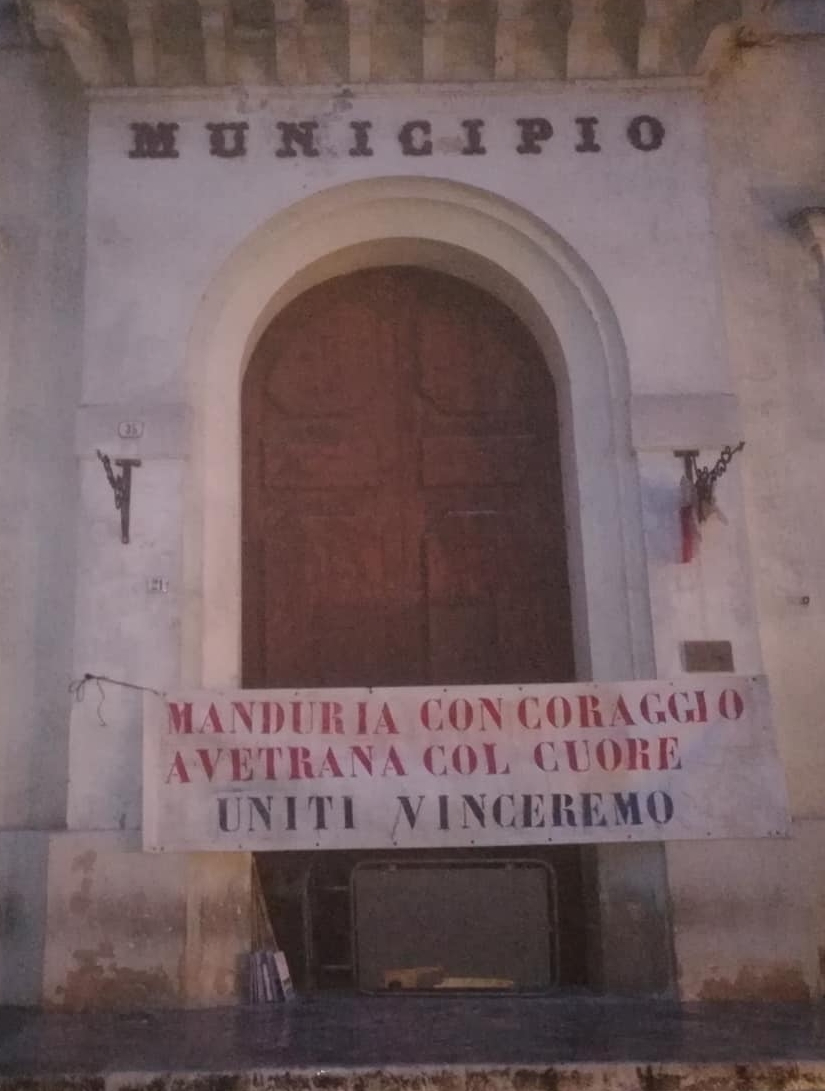 MUNICIPIO
MANDURIA CON CORAGGIO
AVETRANA COL CUORE
UNITI VINCEREMO